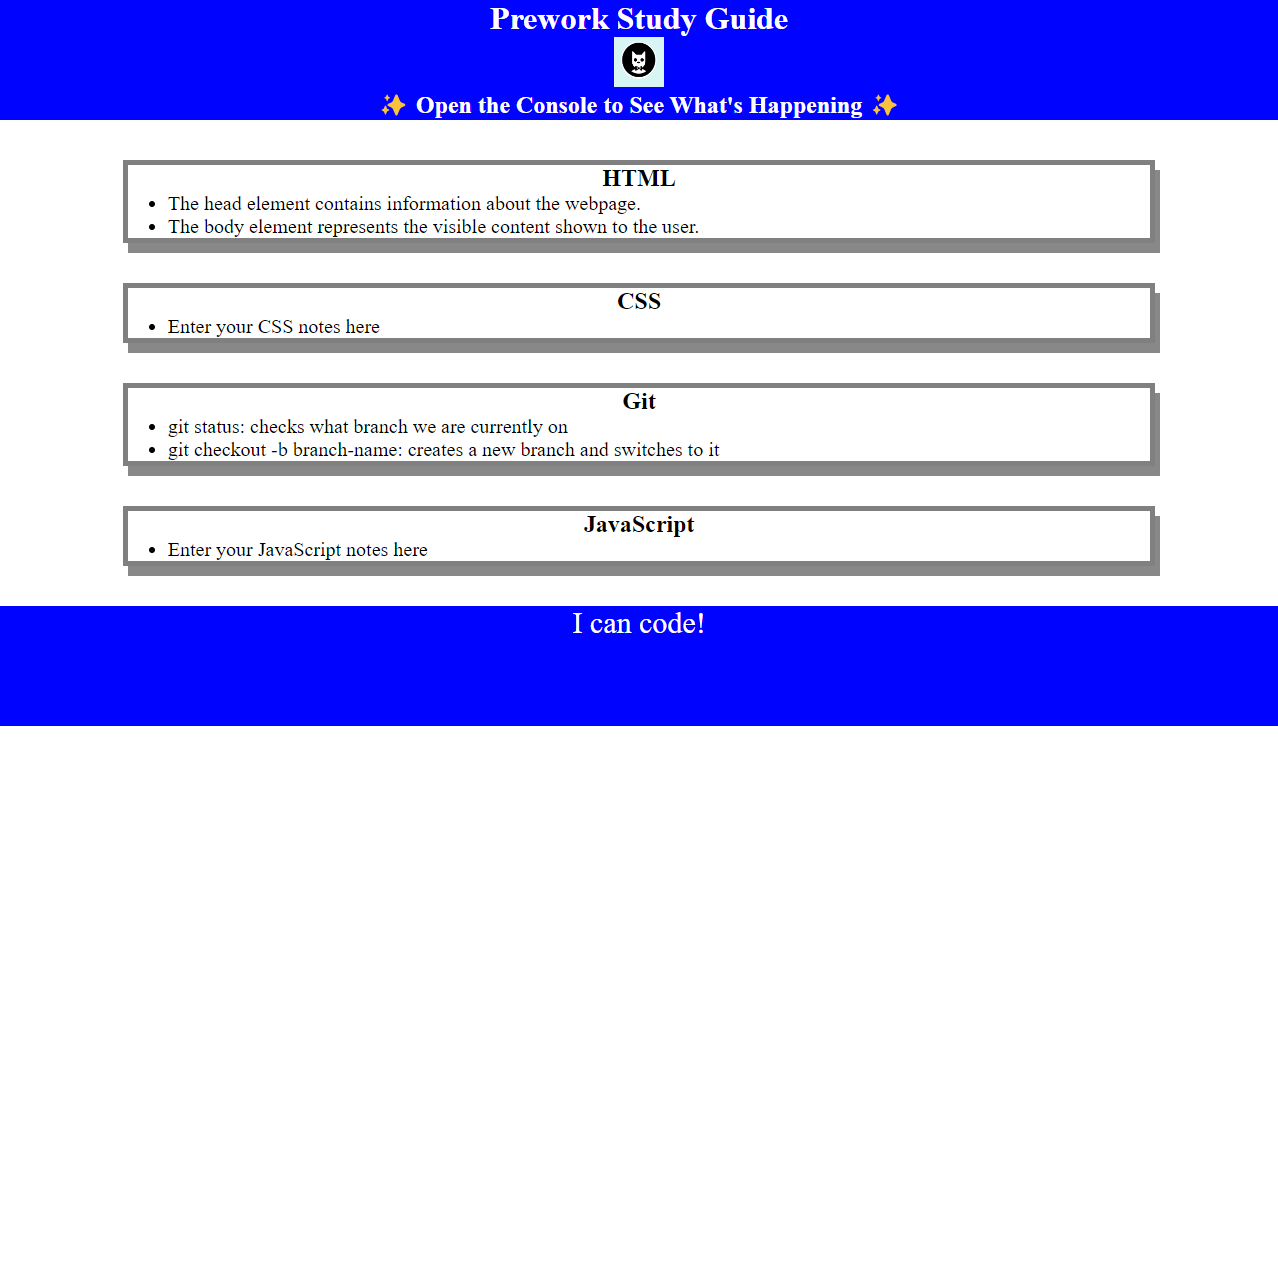 Prework Study Guide
✨ Open the Console to See What's Happening ✨
HTML
• The head element contains information about the webpage.
• The body element represents the visible content shown to the user.
CSS
• Enter your CSS notes here
Git
• git status: checks what branch we are currently on
• git checkout -b branch-name: creates a new branch and switches to it
JavaScript
• Enter your JavaScript notes here
I can code!